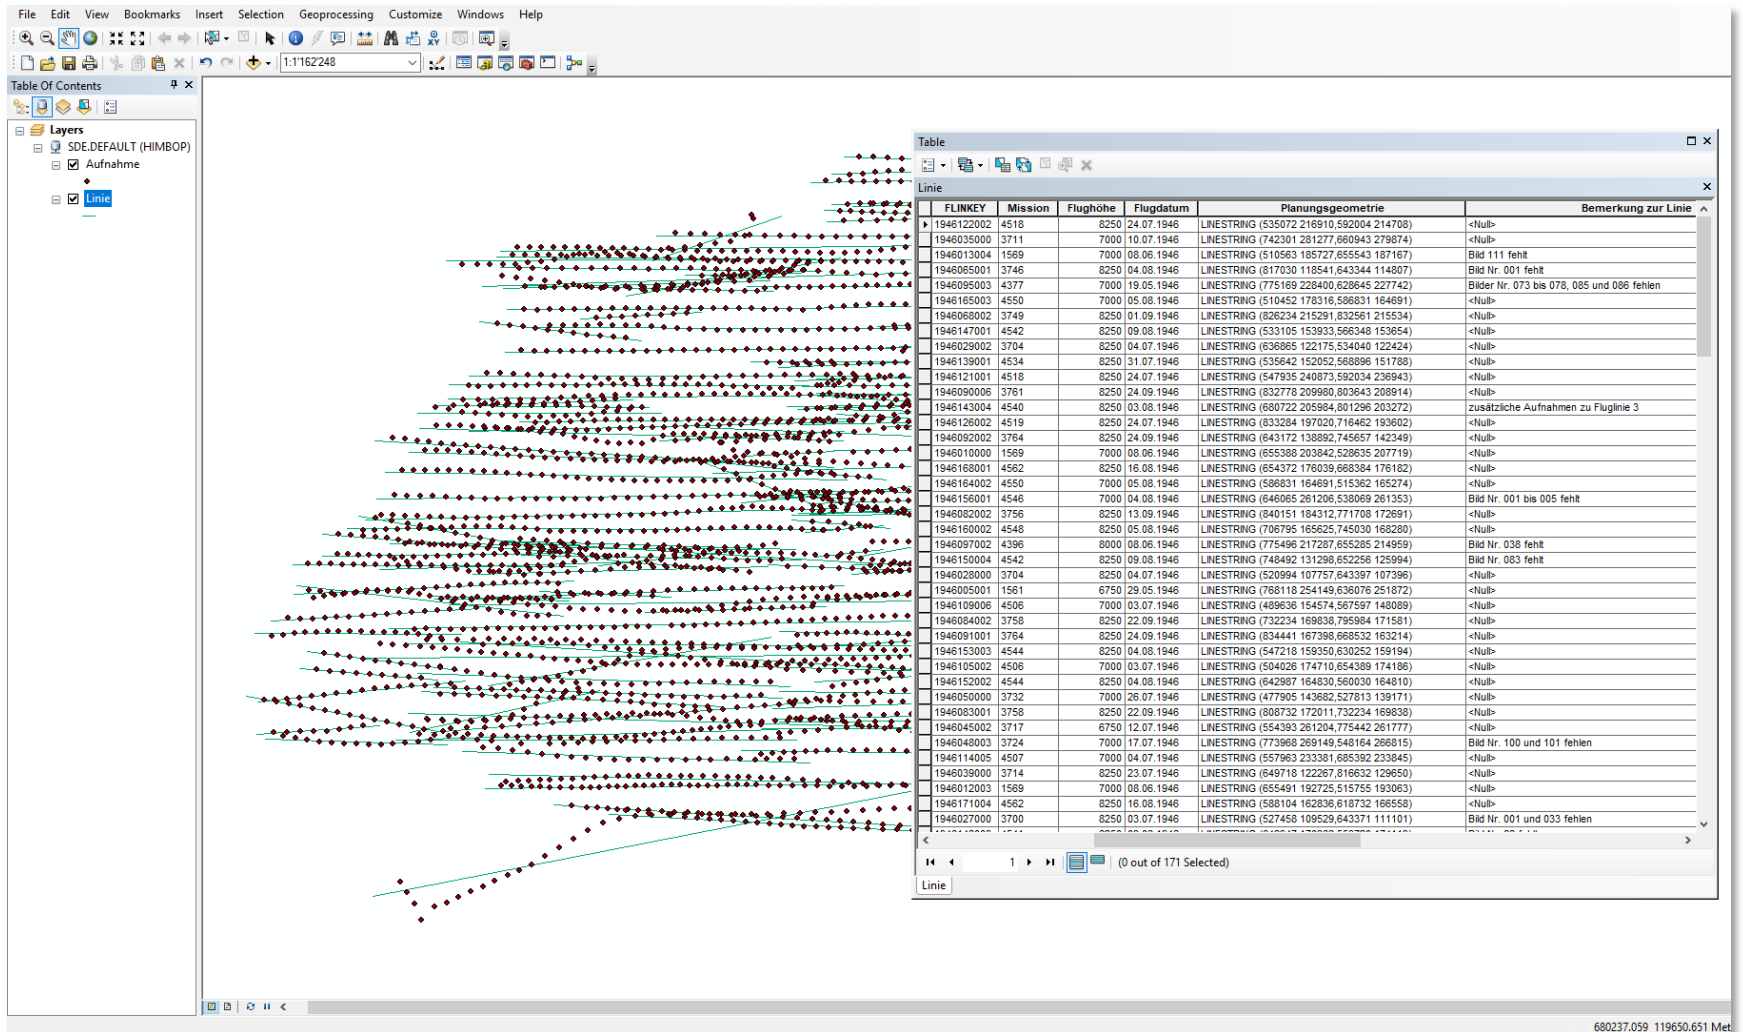 File Edit View Bookmarks Insert Selection Geoprocessing Customize Windows Help
1:1'162'248
Table Of Contents
Layers
SDE.DEFAULT (HIMBOP)
Aufnahme
Linie
Table
Linie
FLINKEY Mission Flughöhe Flugdatum Planungsgeometrie Bemerkung zur Linie
1946122002 4518 8250 24.07.1946 LINESTRING (535072 216910,592004 214708) <Null>
1946035000 3711 7000 10.07.1946 LINESTRING (742301 281277,660943 279874) <Null>
1946013004 1569 7000 08.06.1946 LINESTRING (510563 185727,655543 187167) Bild 111 fehlt
1946065001 3746 8250 04.08.1946 LINESTRING (817030 118541,643344 114807) Bild Nr. 001 fehlt
1946095003 4377 7000 19.05.1946 LINESTRING (775169 228400,628645 227742) Bilder Nr. 073 bis 078, 085 und 086 fehlen
1946165003 4550 7000 05.08.1946 LINESTRING (510452 178316,586831 164691) <Null>
1946068002 3749 8250 01.09.1946 LINESTRING (826234 215291,832561 215534) <Null>
1946147001 4542 8250 09.08.1946 LINESTRING (533105 153933,566348 153654) <Null>
1946029002 3704 8250 04.07.1946 LINESTRING (636865 122175,534040 122424) <Null>
1946139001 4534 8250 31.07.1946 LINESTRING (535642 152052,568896 151788) <Null>
1946121001 4518 8250 24.07.1946 LINESTRING (547935 240873,592034 236943) <Null>
1946090006 3761 8250 24.09.1946 LINESTRING (832778 209980,803643 208914) <Null>
1946143004 4540 8250 03.08.1946 LINESTRING (680722 205984,801296 203272) zusätzliche Aufnahmen zu Fluglinie 3
1946126002 4519 8250 24.07.1946 LINESTRING (833284 197020,716462 193602) <Null>
1946092002 3764 8250 24.09.1946 LINESTRING (643172 138892,745657 142349) <Null>
1946010000 1569 7000 08.06.1946 LINESTRING (655388 203842,528635 207719) <Null>
1946168001 4562 8250 16.08.1946 LINESTRING (654372 176039,668384 176182) <Null>
1946164002 4550 7000 05.08.1946 LINESTRING (586831 164691,515362 165274) <Null>
1946156001 4546 7000 04.08.1946 LINESTRING (646065 261206,538069 261353) Bild Nr. 001 bis 005 fehlt
1946082002 3756 8250 13.09.1946 LINESTRING (840151 184312,771708 172691) <Null>
1946160002 4548 8250 05.08.1946 LINESTRING (706795 165625,745030 168280) <Null>
1946097002 4396 8000 08.06.1946 LINESTRING (775496 217287,655285 214959) Bild Nr. 038 fehlt
1946150004 4542 8250 09.08.1946 LINESTRING (748492 131298,652256 125994) Bild Nr. 083 fehlt
1946028000 3704 8250 04.07.1946 LINESTRING (520994 107757,643397 107396) <Null>
1946005001 1561 6750 29.05.1946 LINESTRING (768118 254149,636076 251872) <Null>
1946109006 4506 7000 03.07.1946 LINESTRING (489636 154574,567597 148089) <Null>
1946084002 3758 8250 22.09.1946 LINESTRING (732234 169838,795984 171581) <Null>
1946091001 3764 8250 24.09.1946 LINESTRING (834441 167398,668532 163214) <Null>
1946153003 4544 8250 04.08.1946 LINESTRING (547218 159350,630252 159194) <Null>
1946105002 4506 7000 03.07.1946 LINESTRING (504026 174710,654389 174186) <Null>
1946152002 4544 8250 04.08.1946 LINESTRING (642987 164830,560030 164810) <Null>
1946050000 3732 7000 26.07.1946 LINESTRING (477905 143682,527813 139171) <Null>
1946083001 3758 8250 22.09.1946 LINESTRING (808732 172011,732234 169838) <Null>
1946045002 3717 6750 12.07.1946 LINESTRING (554393 261204,775442 261777) <Null>
1946048003 3724 7000 17.07.1946 LINESTRING (773968 269149,548164 266815) Bild Nr. 100 und 101 fehlen
1946114005 4507 7000 04.07.1946 LINESTRING (557963 233381,685392 233845) <Null>
1946039000 3714 8250 23.07.1946 LINESTRING (649718 122267,816632 129650) <Null>
1946012003 1569 7000 08.06.1946 LINESTRING (655491 192725,515755 193063) <Null>
1946171004 4562 8250 16.08.1946 LINESTRING (588104 162836,618732 166558) <Null>
1946027000 3700 8250 03.07.1946 LINESTRING (527458 109529,643371 111101) Bild Nr. 001 und 033 fehlen
1 (0 out of 171 Selected)
Linie
680237.059 119650.651 Met